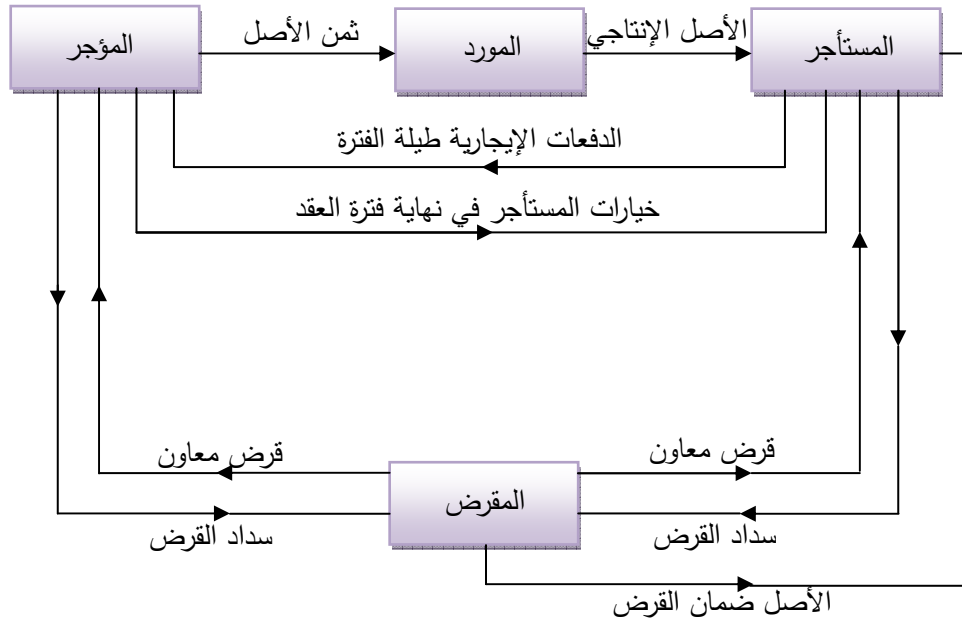 المؤجر
ثمن الأصل
المورد
الأصل الإنتاجي
المستأجر
الدفعات الإيجارية طيلة الفترة
خيارات المستأجر في نهاية فترة العقد
قرض معاون
قرض معاون
المقرض
سداد القرض
سداد القرض
الأصل ضمان القرض